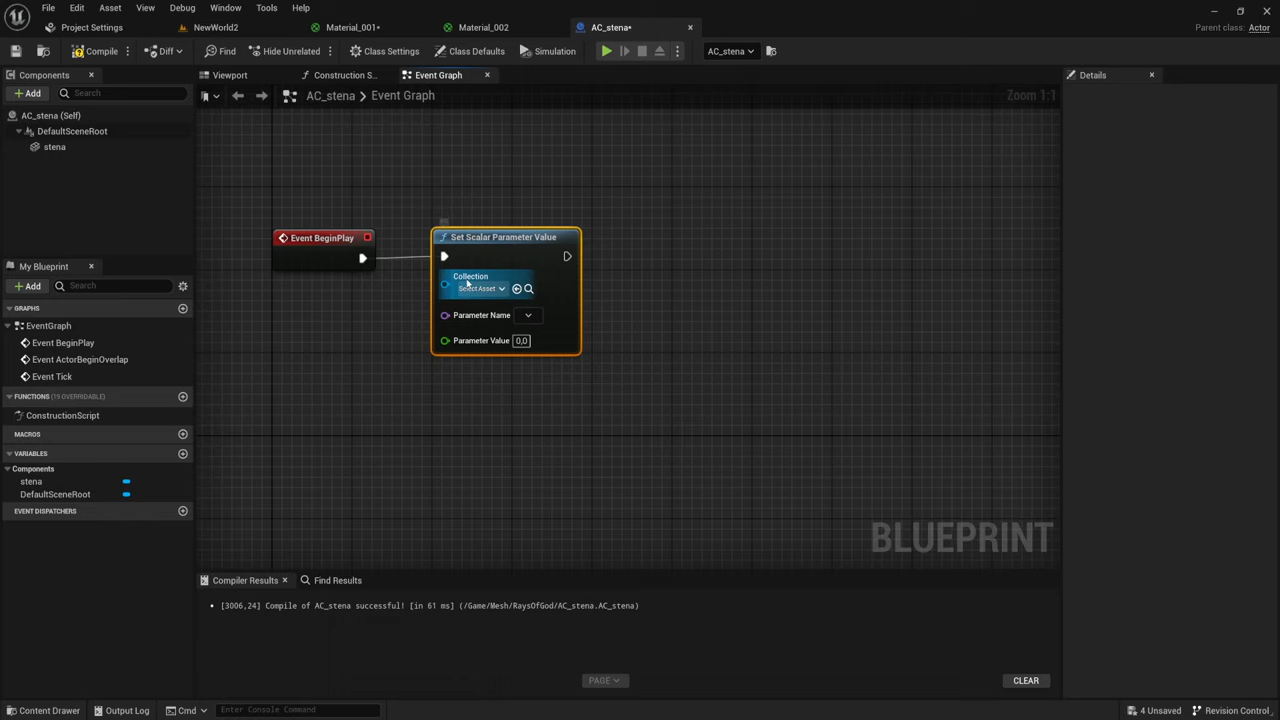 File Edit Asset View Debug Window Tools Help
Project Settings NewWorld2 Material_001* Material_002 AC_stena* Parent class: Actor
Compile Diff Find Hide Unrelated Class Settings Class Defaults Simulation AC_stena
Components Viewport Construction S... Event Graph Details
Add Search AC_stena Event Graph Zoom 1:1
AC_stena (Self)
DefaultSceneRoot
stena
Event BeginPlay
Set Scalar Parameter Value
Collection
Select Asset
Parameter Name
Parameter Value 0,0
My Blueprint
Add Search
GRAPHS
EventGraph
Event BeginPlay
Event ActorBeginOverlap
Event Tick
FUNCTIONS (19 OVERRIDABLE)
ConstructionScript
MACROS
VARIABLES
Components
stena
DefaultSceneRoot
EVENT DISPATCHERS
BLUEPRINT
Compiler Results Find Results
[3006,24] Compile of AC_stena successful! [in 61 ms] (/Game/Mesh/RaysOfGod/AC_stena.AC_stena)
PAGE CLEAR
Content Drawer Output Log Cmd Enter Console Command 4 Unsaved Revision Control